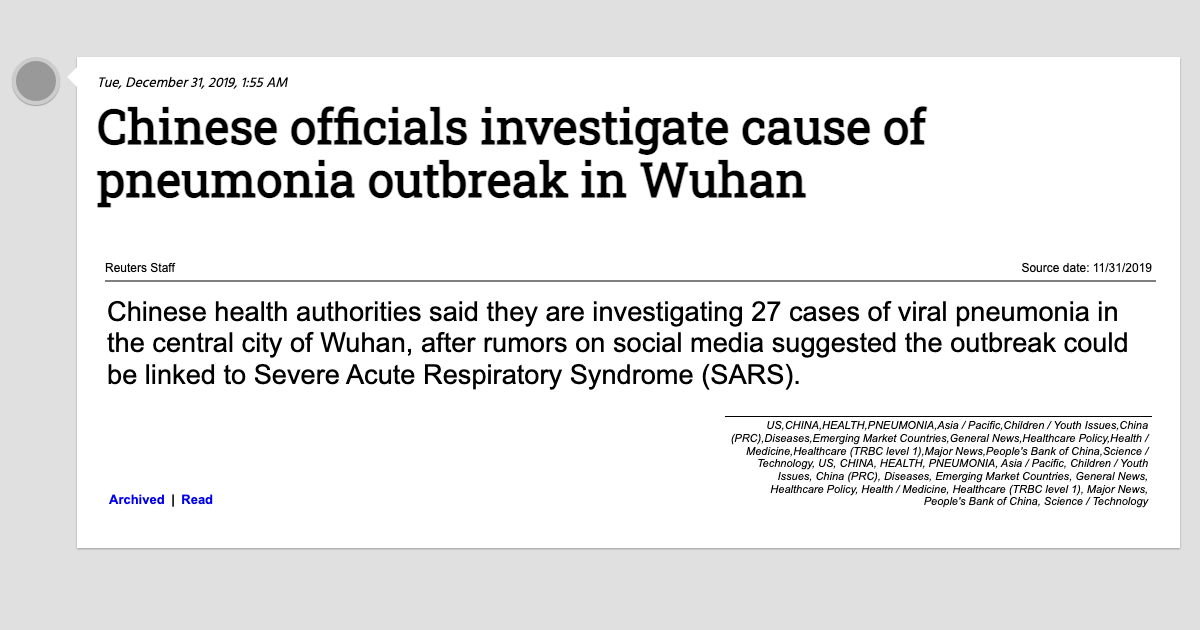 Tue, December 31, 2019, 1:55 AM
Chinese officials investigate cause of
pneumonia outbreak in Wuhan
Reuters Staff
Source date: 11/31/2019
Chinese health authorities said they are investigating 27 cases of viral pneumonia in
the central city of Wuhan, after rumors on social media suggested the outbreak could
be linked to Severe Acute Respiratory Syndrome (SARS).
US,CHINA,HEALTH,PNEUMONIA,Asia / Pacific,Children / Youth Issues,China
(PRC),Diseases,Emerging Market Countries,General News,Healthcare Policy,Health /
Medicine,Healthcare (TRBC level 1),Major News,People's Bank of China,Science /
Technology, US, CHINA, HEALTH, PNEUMONIA, Asia / Pacific, Children / Youth
Issues, China (PRC), Diseases, Emerging Market Countries, General News,
Healthcare Policy, Health / Medicine, Healthcare (TRBC level 1), Major News,
People's Bank of China, Science / Technology
Archived | Read